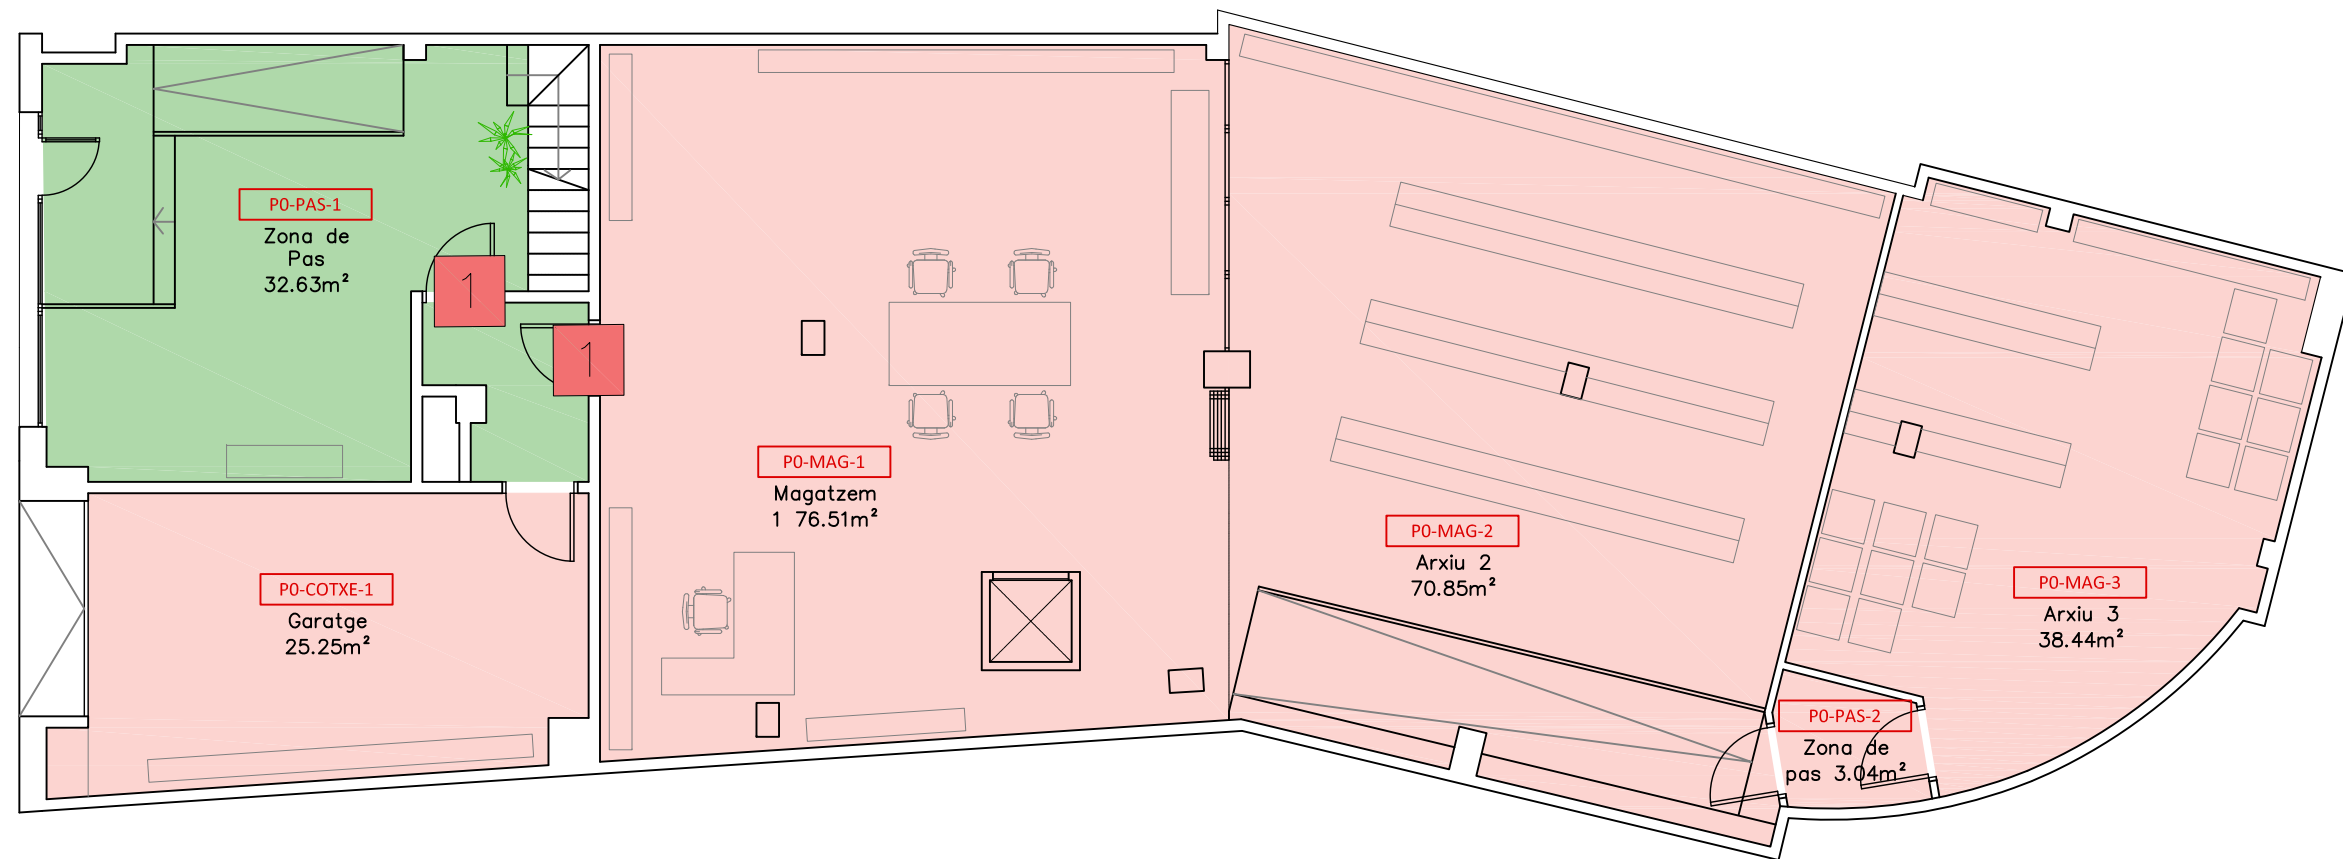 P0-PAS-1
Zona de
Pas
32.63m²
1
1
P0-MAG-1
Magatzem
1 76.51m²
P0-COTXE-1
Garatge
25.25m²
P0-MAG-2
Arxiu 2
70.85m²
P0-MAG-3
Arxiu 3
38.44m²
P0-PAS-2
Zona de
pas 3.04m²